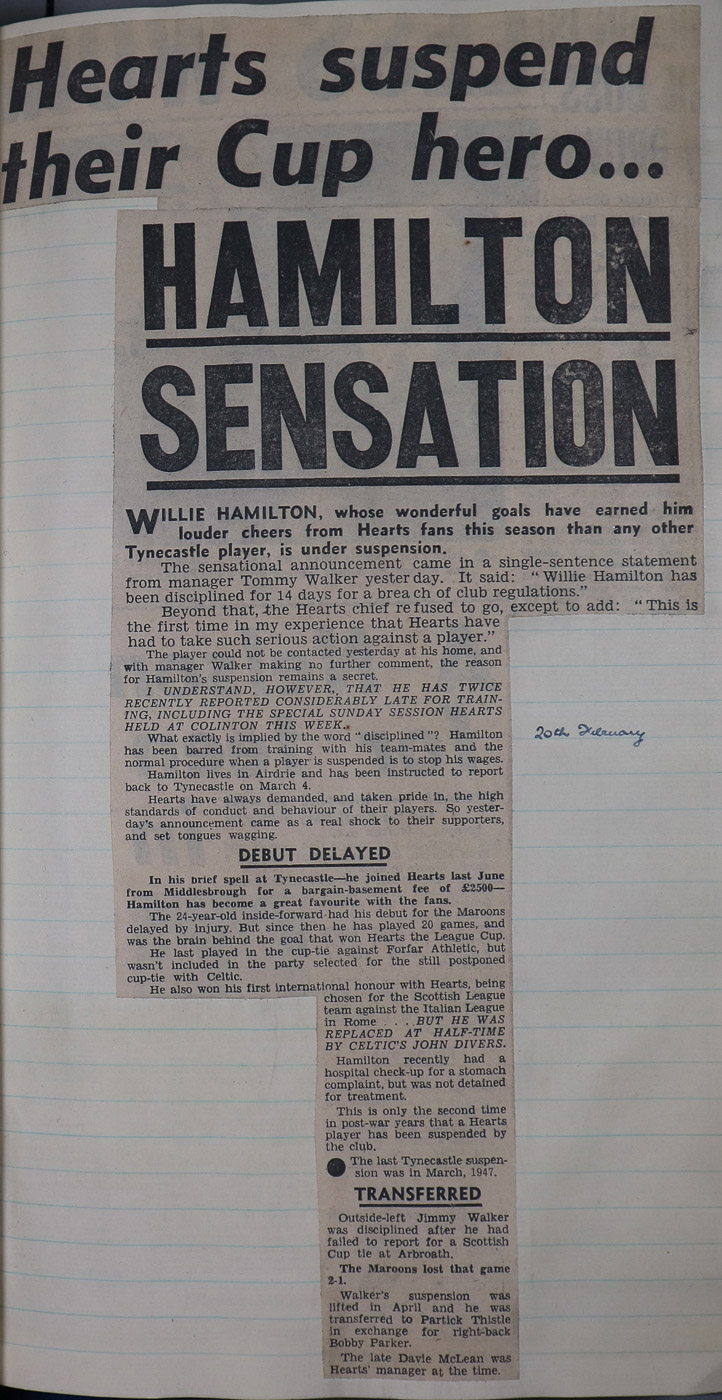 Hearts suspend
their Cup hero...
HAMILTON
SENSATION
WILLIE HAMILTON, whose wonderful goals have earned him
louder cheers from Hearts fans this season than any other
Tynecastle player, is under suspension.
The sensational announcement came in a single-sentence statement
from manager Tommy Walker yesterday. It said: "Willie Hamilton has
been disciplined for 14 days for a breach of club regulations."
Beyond that, the Hearts chief refused to go, except to add: "This is
the first time in my experience that Hearts have
had to take such serious action against a player."
The player could not be contacted yesterday at his home, and
with manager Walker making no further comment, the reason
for Hamilton's suspension remains a secret.
I UNDERSTAND, HOWEVER, THAT HE HAS TWICE
RECENTLY REPORTED CONSIDERABLY LATE FOR TRAIN-
ING, INCLUDING THE SPECIAL SUNDAY SESSION HEARTS
HELD AT COLINTON THIS WEEK.
What exactly is implied by the word "disciplined"? Hamilton
has been barred from training with his team-mates and the
normal procedure when a player is suspended is to stop his wages.
Hamilton lives in Airdrie and has been instructed to report
back to Tynecastle on March 4.
Hearts have always demanded, and taken pride in, the high
standards of conduct and behaviour of their players. So yester-
day's announcement came as a real shock to their supporters,
and set tongues wagging.
20th February
DEBUT DELAYED
In his brief spell at Tynecastle—he joined Hearts last June
from Middlesbrough for a bargain-basement fee of £2500—
Hamilton has become a great favourite with the fans.
The 24-year-old inside-forward had his debut for the Maroons
delayed by injury. But since then he has played 20 games, and
was the brain behind the goal that won Hearts the League Cup.
He last played in the cup-tie against Forfar Athletic, but
wasn't included in the party selected for the still postponed
cup-tie with Celtic.
He also won his first international honour with Hearts, being
chosen for the Scottish League
team against the Italian League
in Rome . . . BUT HE WAS
REPLACED AT HALF-TIME
BY CELTIC'S JOHN DIVERS.
Hamilton recently had a
hospital check-up for a stomach
complaint, but was not detained
for treatment.
This is only the second time
in post-war years that a Hearts
player has been suspended by
the club.
● The last Tynecastle suspen-
sion was in March, 1947.
TRANSFERRED
Outside-left Jimmy Walker
was disciplined after he had
failed to report for a Scottish
Cup tie at Arbroath.
The Maroons lost that game
2-1.
Walker's suspension was
lifted in April and he was
transferred to Partick Thistle
in exchange for right-back
Bobby Parker.
The late Davie McLean was
Hearts' manager at the time.